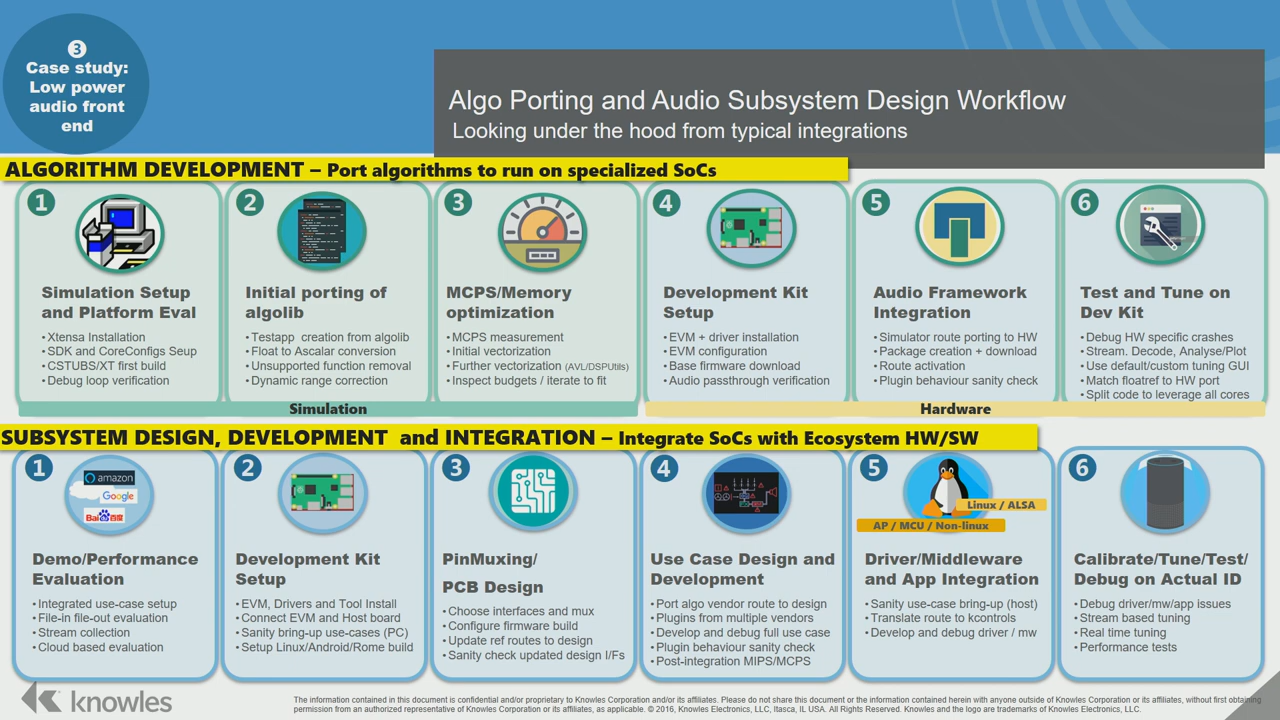 3
Case study:
Low power
audio front
end
Algo Porting and Audio Subsystem Design Workflow
Looking under the hood from typical integrations
ALGORITHM DEVELOPMENT – Port algorithms to run on specialized SoCs
1
Simulation Setup
and Platform Eval
• Xtensa Installation
• SDK and CoreConfigs Seup
• CSTUBS/XT first build
• Debug loop verification
2
Initial porting of
algolib
• Testapp creation from algolib
• Float to Ascalar conversion
• Unsupported function removal
• Dynamic range correction
3
MCPS/Memory
optimization
• MCPS measurement
• Initial vectorization
• Further vectorization (AVL/DSPUtils)
• Inspect budgets / iterate to fit
4
Development Kit
Setup
• EVM + driver installation
• EVM configuration
• Base firmware download
• Audio passthrough verification
5
Audio Framework
Integration
• Simulator route porting to HW
• Package creation + download
• Route activation
• Plugin behaviour sanity check
6
Test and Tune on
Dev Kit
• Debug HW specific crashes
• Stream. Decode, Analyse/Plot
• Use default/custom tuning GUI
• Match floatref to HW port
• Split code to leverage all cores
Simulation
Hardware
SUBSYSTEM DESIGN, DEVELOPMENT and INTEGRATION – Integrate SoCs with Ecosystem HW/SW
1
amazon
Google
Bai 百度
Demo/Performance
Evaluation
• Integrated use-case setup
• File-in file-out evaluation
• Stream collection
• Cloud based evaluation
2
Development Kit
Setup
• EVM, Drivers and Tool Install
• Connect EVM and Host board
• Sanity bring-up use-cases (PC)
• Setup Linux/Android/Rome build
3
PinMuxing/
PCB Design
• Choose interfaces and mux
• Configure firmware build
• Update ref routes to design
• Sanity check updated design I/Fs
4
Use Case Design and
Development
• Port algo vendor route to design
• Plugins from multiple vendors
• Develop and debug full use case
• Plugin behaviour sanity check
• Post-integration MIPS/MCPS
5
Linux / ALSA
AP / MCU / Non-linux
Driver/Middleware
and App Integration
• Sanity use-case bring-up (host)
• Translate route to kcontrols
• Develop and debug driver / mw
6
Calibrate/Tune/Test/
Debug on Actual ID
• Debug driver/mw/app issues
• Stream based tuning
• Real time tuning
• Performance tests
knowles
The information contained in this document is confidential and/or proprietary to Knowles Corporation and/or its affiliates. Please do not share this document or the information contained herein with anyone outside of Knowles Corporation or its affiliates, without first obtaining
permission from an authorized representative of Knowles Corporation or its affiliates, as applicable. © 2016, Knowles Electronics, LLC, Itasca, IL USA. All Rights Reserved. Knowles and the logo are trademarks of Knowles Electronics, LLC.